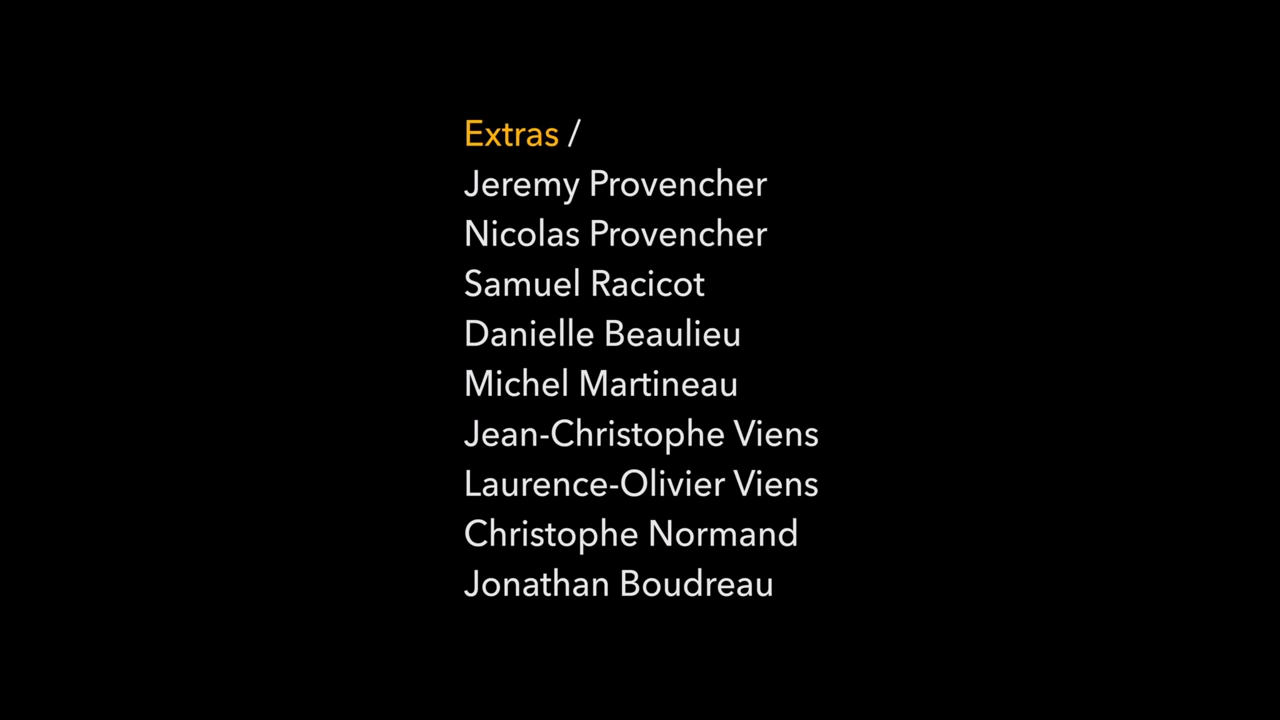 Extras /
Jeremy Provencher
Nicolas Provencher
Samuel Racicot
Danielle Beaulieu
Michel Martineau
Jean-Christophe Viens
Laurence-Olivier Viens
Christophe Normand
Jonathan Boudreau